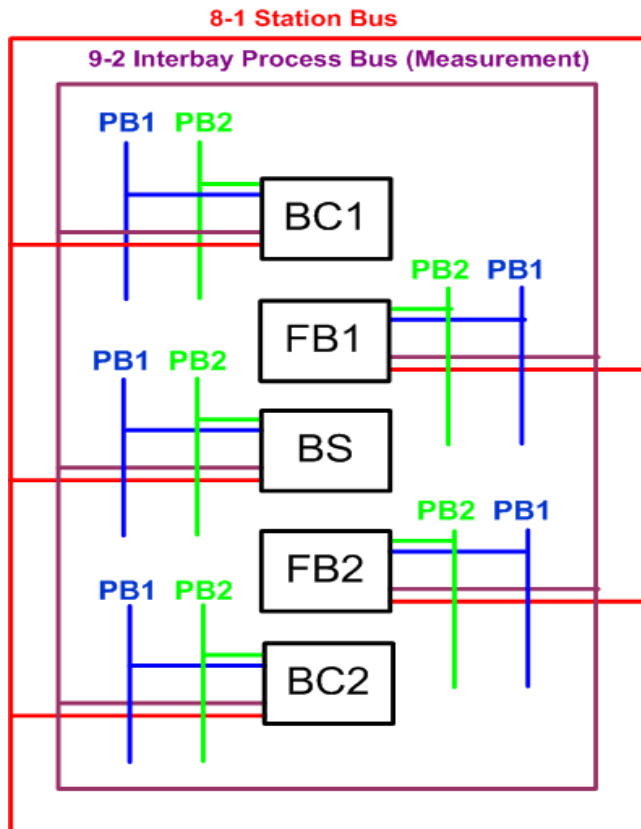 8-1 Station Bus
9-2 Interbay Process Bus (Measurement)
PB1 PB2
BC1
PB2 PB1
FB1
PB1 PB2
BS
PB2 PB1
FB2
PB1 PB2
BC2